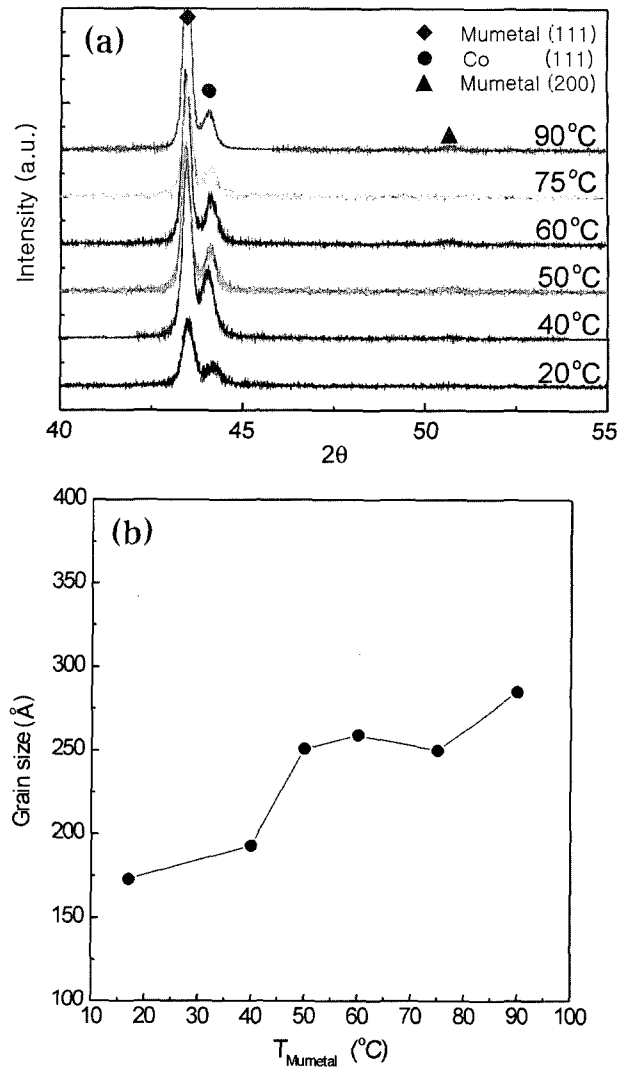 (a)
◆ Mumetal (111)
● Co (111)
▲ Mumetal (200)
Intensity (a.u.)
90°C
75°C
60°C
50°C
40°C
20°C
40 45 50 55
2θ
(b)
400
350
300
250
200
150
100
Grain size (Å)
10 20 30 40 50 60 70 80 90 100
T_Mumetal (°C)